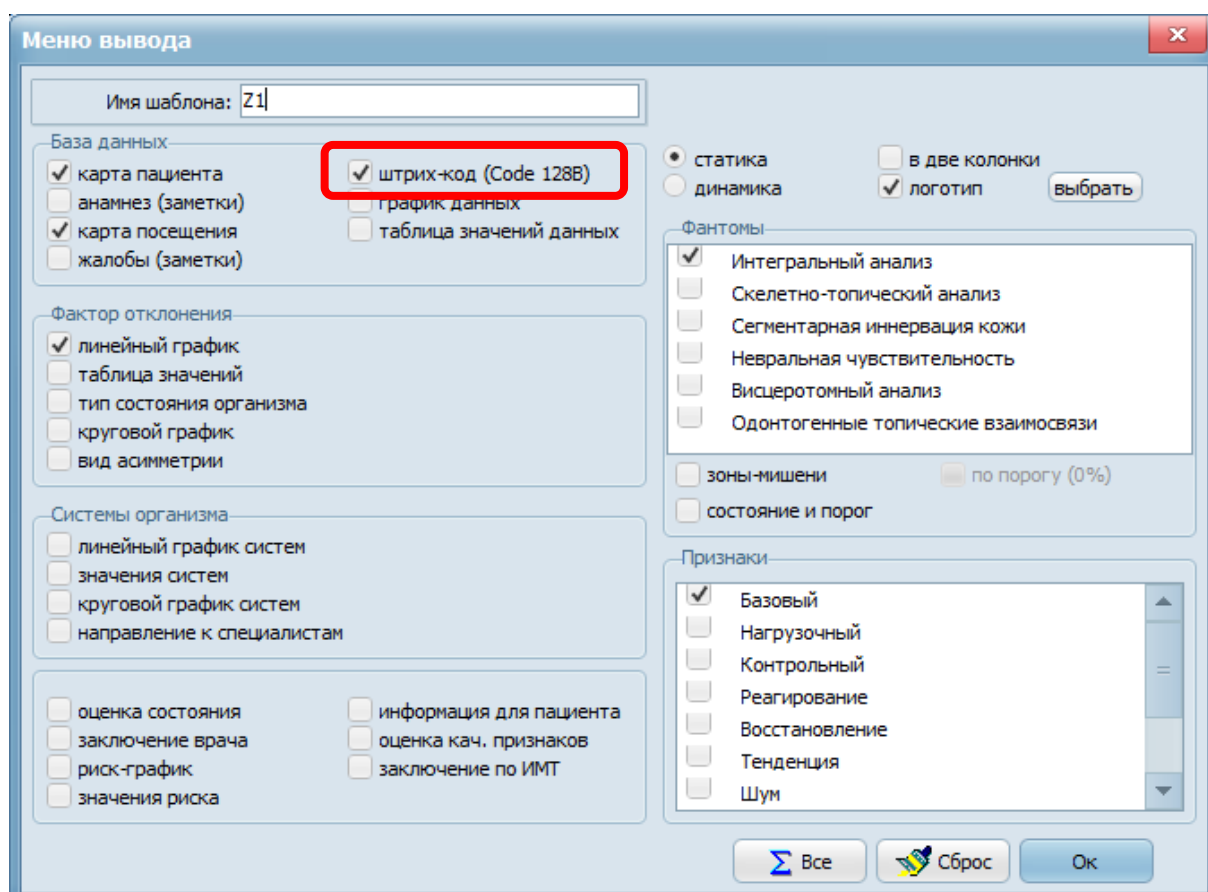 Меню вывода
Имя шаблона: Z1
База данных
карта пациента
анамнез (заметки)
карта посещения
жалобы (заметки)
штрих-код (Code 128B)
график данных
таблица значений данных
Фактор отклонения
линейный график
таблица значений
тип состояния организма
круговой график
вид асимметрии
Системы организма
линейный график систем
значения систем
круговой график систем
направление к специалистам
оценка состояния
заключение врача
риск-график
значения риска
информация для пациента
оценка кач. признаков
заключение по ИМТ
статика
динамика
в две колонки
логотип
выбрать
Фантомы
Интегральный анализ
Скелетно-топический анализ
Сегментарная иннервация кожи
Невральная чувствительность
Висцеротомный анализ
Одонтогенные топические взаимосвязи
зоны-мишени
по порогу (0%)
состояние и порог
Признаки
Базовый
Нагрузочный
Контрольный
Реагирование
Восстановление
Тенденция
Шум
Σ Все
Сброс
Ок